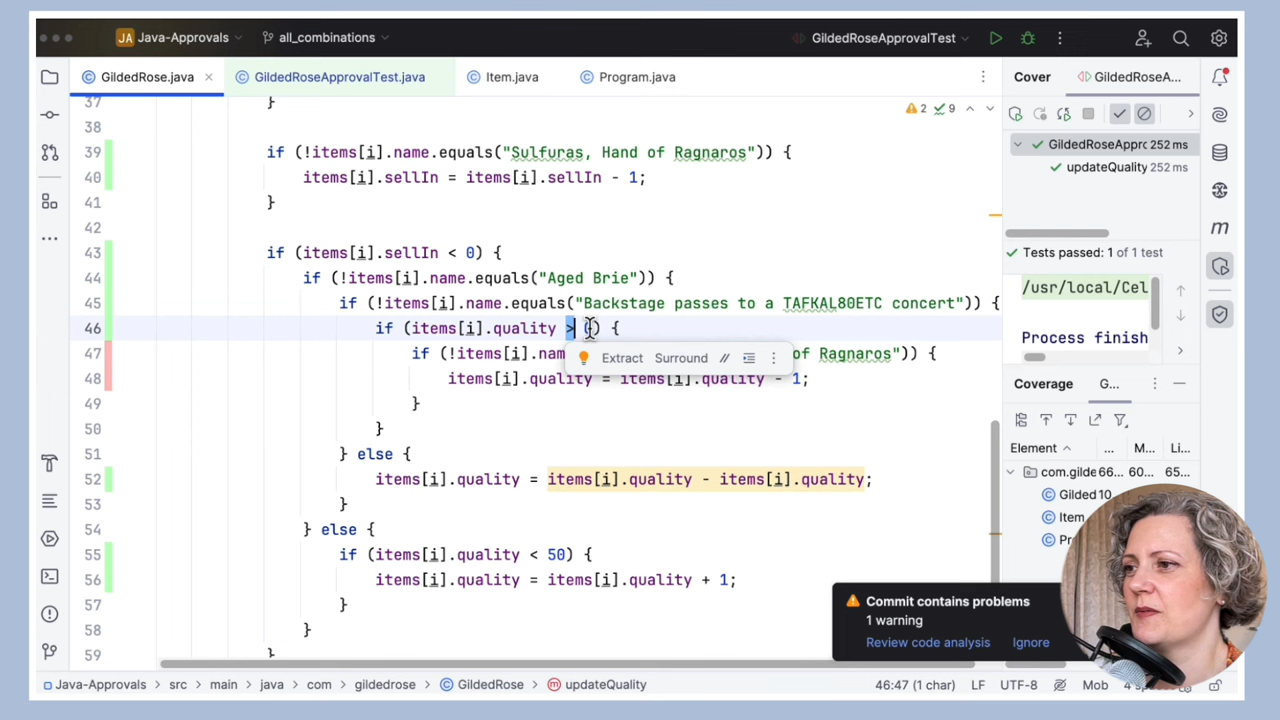 JA Java-Approvals all_combinations GildedRoseApprovalTest
GildedRose.java GildedRoseApprovalTest.java Item.java Program.java Cover GildedRoseA...
37 }
2 9
38
39 if (!items[i].name.equals("Sulfuras, Hand of Ragnaros")) {
40 items[i].sellIn = items[i].sellIn - 1;
41 }
42
43 if (items[i].sellIn < 0) {
44 if (!items[i].name.equals("Aged Brie")) {
45 if (!items[i].name.equals("Backstage passes to a TAFKAL80ETC concert")) {
46 if (items[i].quality > 0) {
47 if (!items[i].nam of Ragnaros")) {
Extract Surround //
48 items[i].quality = items[i].quality - 1;
49 }
50 }
51 } else {
52 items[i].quality = items[i].quality - items[i].quality;
53 }
54 } else {
55 if (items[i].quality < 50) {
56 items[i].quality = items[i].quality + 1;
57 }
58 }
59 }
GildedRoseApprc 252 ms
updateQuality 252 ms
Tests passed: 1 of 1 test
/usr/local/Cel
Process finish
Coverage G...
Element ... M... Li...
com.gilde 66... 60... 65...
Gilded 10
Item
Pr
Commit contains problems
1 warning
Review code analysis Ignore
Java-Approvals > src > main > java > com > gildedrose > GildedRose > updateQuality 46:47 (1 char) LF UTF-8 Mob